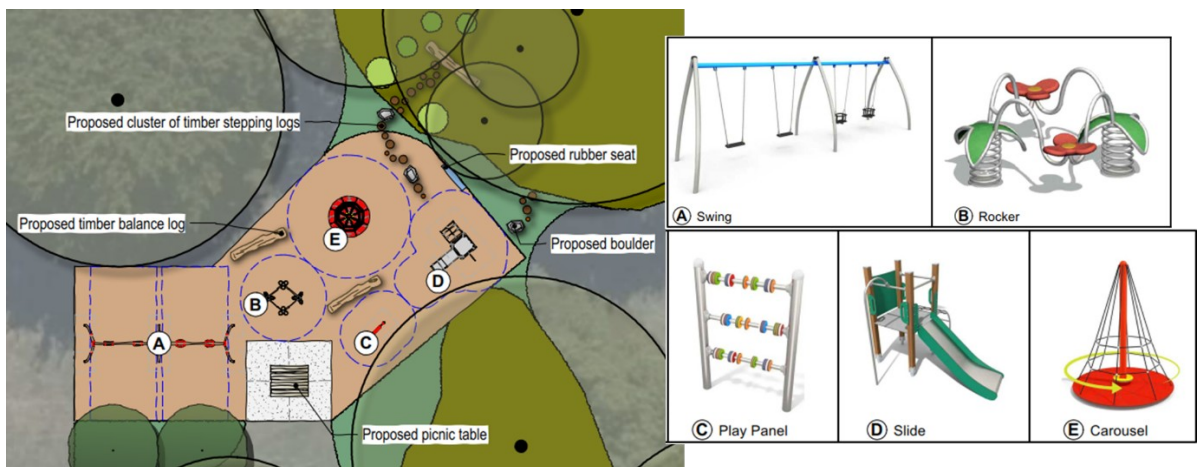 Proposed cluster of timber stepping logs
Proposed rubber seat
Proposed timber balance log
Proposed boulder
E
D
B
C
A
Proposed picnic table
A Swing
B Rocker
C Play Panel
D Slide
E Carousel